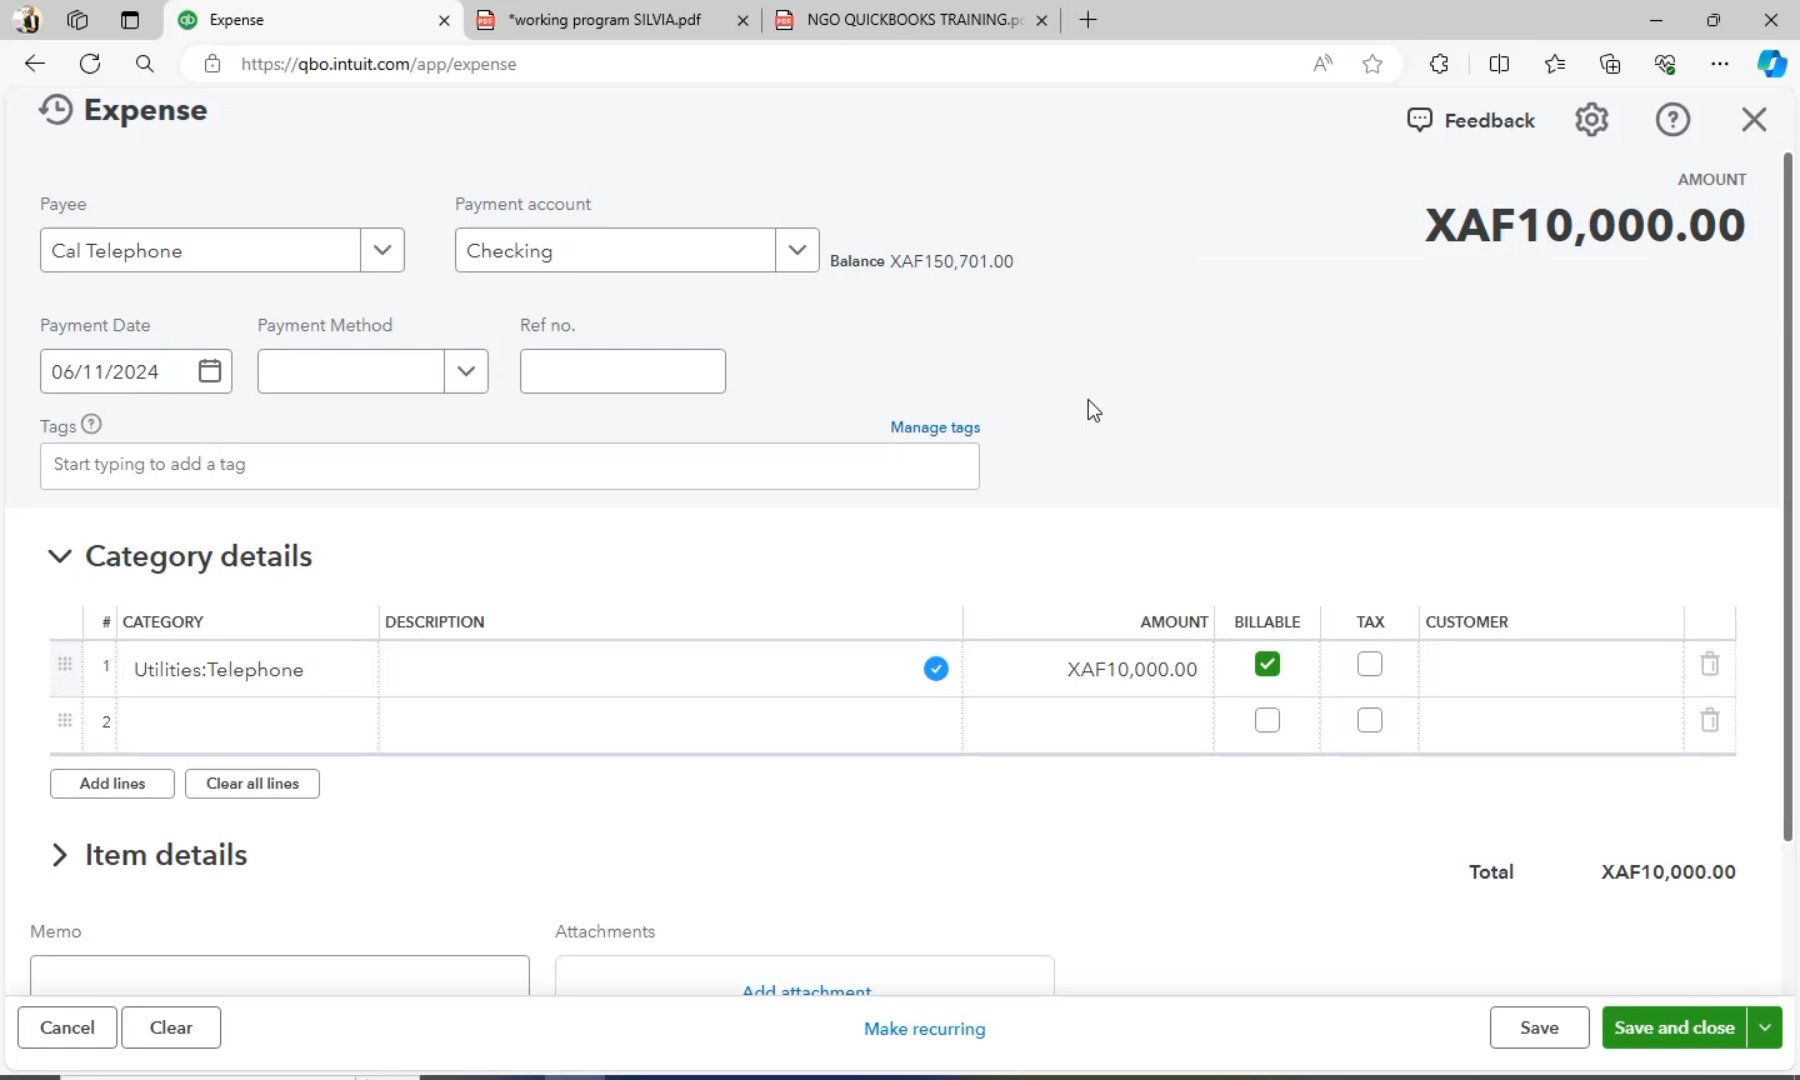 Expense
*working program SILVIA.pdf
NGO QUICKBOOKS TRAINING.pc
https://qbo.intuit.com/app/expense
Expense
Feedback
AMOUNT
XAF10,000.00
Payee
Payment account
Cal Telephone
Checking
Balance XAF150,701.00
Payment Date
Payment Method
Ref no.
06/11/2024
Tags
Manage tags
Start typing to add a tag
Category details
# CATEGORY DESCRIPTION AMOUNT BILLABLE TAX CUSTOMER
1 Utilities:Telephone XAF10,000.00
2
Add lines
Clear all lines
Item details
Total XAF10,000.00
Memo
Attachments
Add attachment
Cancel
Clear
Make recurring
Save
Save and close